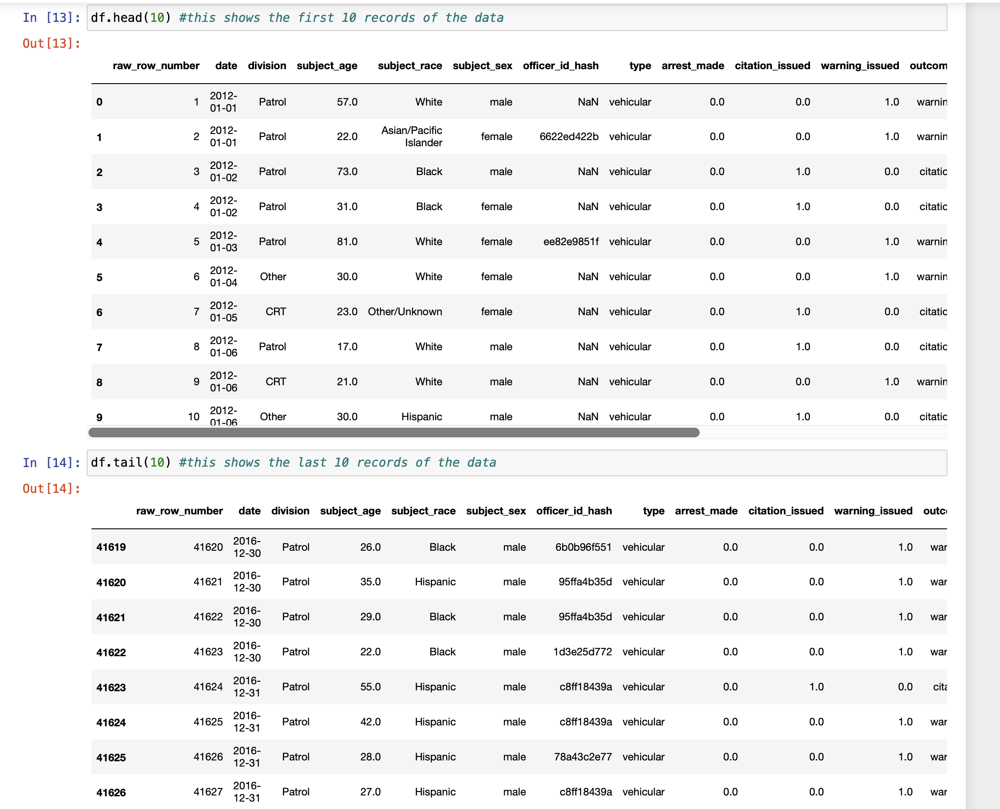 In [13]: df.head(10) #this shows the first 10 records of the data
Out[13]:
raw_row_number date division subject_age subject_race subject_sex officer_id_hash type arrest_made citation_issued warning_issued outcom
0 1 2012-01-01 Patrol 57.0 White male NaN vehicular 0.0 0.0 1.0 warnin
1 2 2012-01-01 Patrol 22.0 Asian/Pacific Islander female 6622ed422b vehicular 0.0 0.0 1.0 warnin
2 3 2012-01-02 Patrol 73.0 Black male NaN vehicular 0.0 1.0 0.0 citatio
3 4 2012-01-02 Patrol 31.0 Black female NaN vehicular 0.0 1.0 0.0 citatio
4 5 2012-01-03 Patrol 81.0 White female ee82e9851f vehicular 0.0 0.0 1.0 warnin
5 6 2012-01-04 Other 30.0 White female NaN vehicular 0.0 0.0 1.0 warnin
6 7 2012-01-05 CRT 23.0 Other/Unknown female NaN vehicular 0.0 1.0 0.0 citatio
7 8 2012-01-06 Patrol 17.0 White male NaN vehicular 0.0 1.0 0.0 citatio
8 9 2012-01-06 CRT 21.0 White male NaN vehicular 0.0 0.0 1.0 warnin
9 10 2012-01-06 Other 30.0 Hispanic male NaN vehicular 0.0 1.0 0.0 citatio
In [14]: df.tail(10) #this shows the last 10 records of the data
Out[14]:
raw_row_number date division subject_age subject_race subject_sex officer_id_hash type arrest_made citation_issued warning_issued outc
41619 41620 2016-12-30 Patrol 26.0 Black male 6b0b96f551 vehicular 0.0 0.0 1.0 war
41620 41621 2016-12-30 Patrol 35.0 Hispanic male 95ffa4b35d vehicular 0.0 0.0 1.0 war
41621 41622 2016-12-30 Patrol 29.0 Black male 95ffa4b35d vehicular 0.0 0.0 1.0 war
41622 41623 2016-12-30 Patrol 22.0 Black male 1d3e25d772 vehicular 0.0 0.0 1.0 war
41623 41624 2016-12-31 Patrol 55.0 Hispanic male c8ff18439a vehicular 0.0 1.0 0.0 cita
41624 41625 2016-12-31 Patrol 42.0 Hispanic male c8ff18439a vehicular 0.0 0.0 1.0 war
41625 41626 2016-12-31 Patrol 28.0 Hispanic male 78a43c2e77 vehicular 0.0 0.0 1.0 war
41626 41627 2016-12-31 Patrol 27.0 Hispanic male c8ff18439a vehicular 0.0 0.0 1.0 war